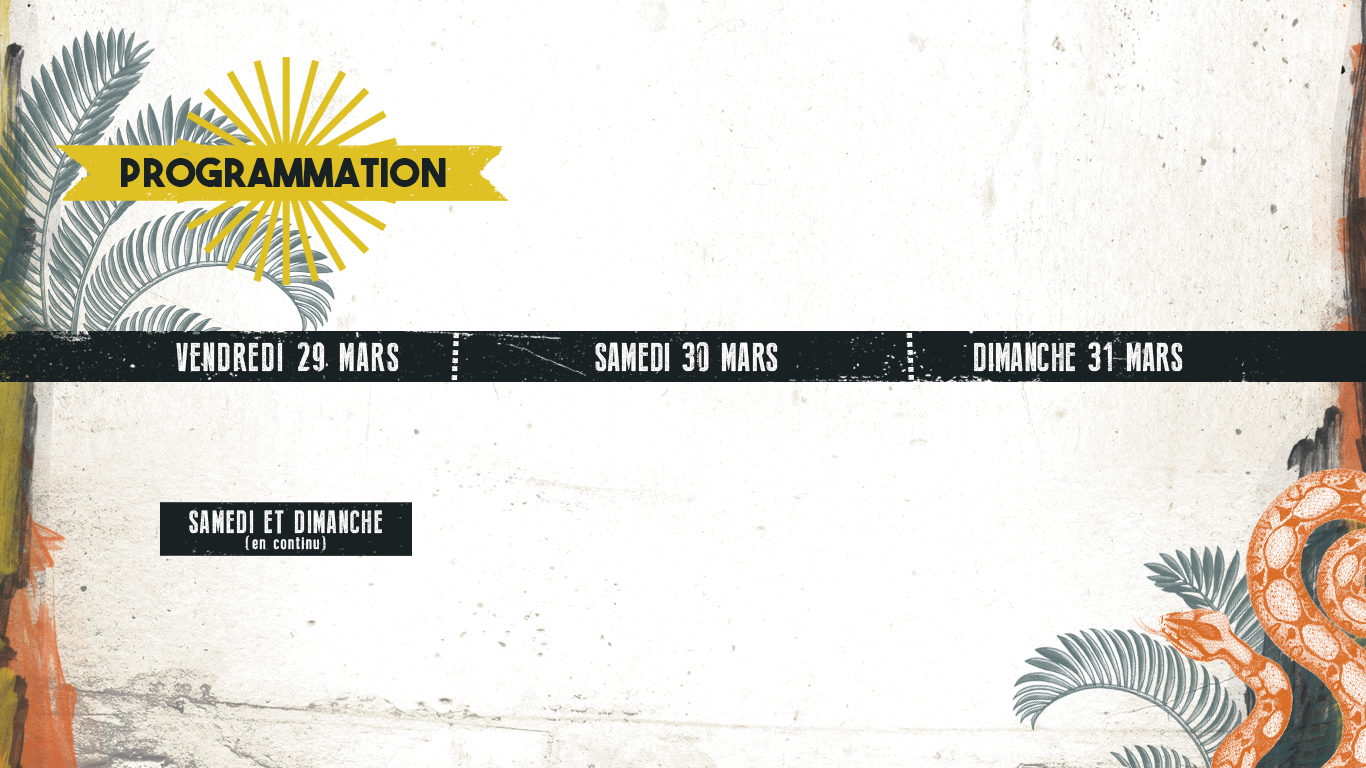 PROGRAMMATION
VENDREDI 29 MARS
SAMEDI 30 MARS
DIMANCHE 31 MARS
SAMEDI ET DIMANCHE
(en continu)